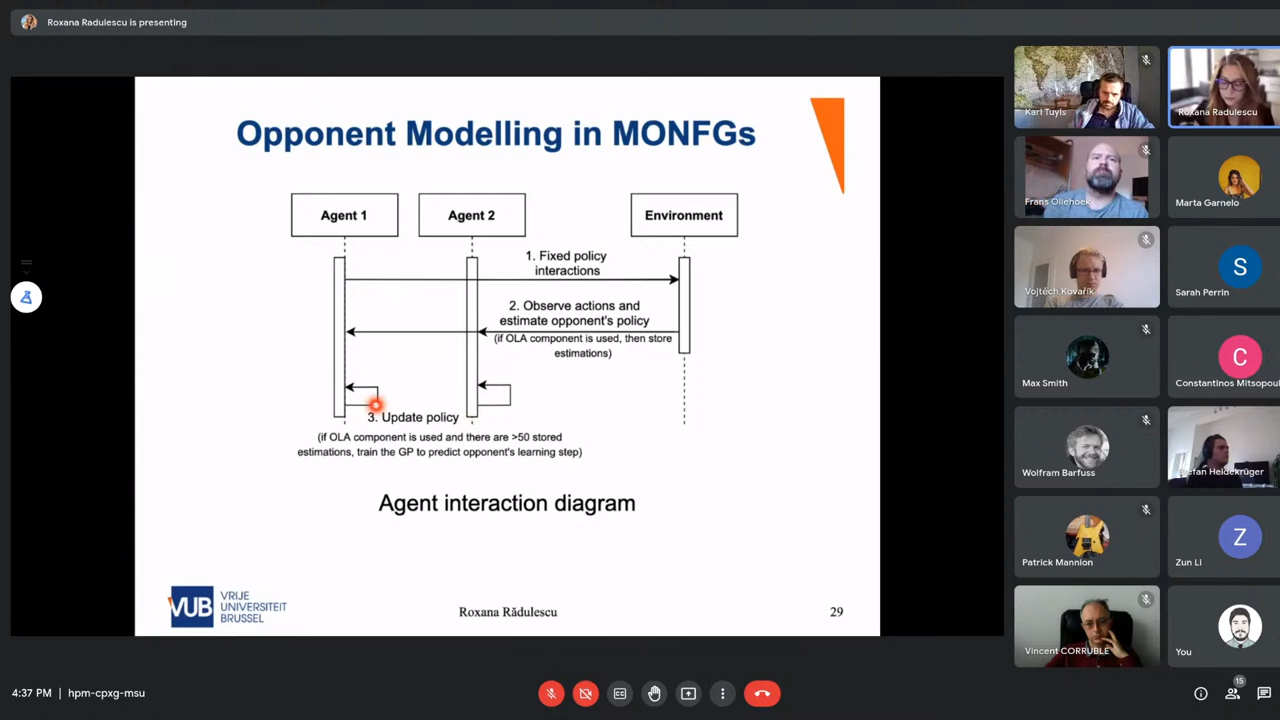 Roxana Radulescu is presenting
Opponent Modelling in MONFGs
Agent 1
Agent 2
Environment
1. Fixed policy
interactions
2. Observe actions and
estimate opponent's policy
(if OLA component is used, then store
estimations)
3. Update policy
(if OLA component is used and there are >50 stored
estimations, train the GP to predict opponent's learning step)
Agent interaction diagram
VUB
VRIJE
UNIVERSITEIT
BRUSSEL
Roxana Rădulescu
29
Karl Tuyls
Roxana Radulescu
Frans Oliehoek
Marta Garnelo
Vojtěch Kovařík
S
Sarah Perrin
Max Smith
C
Constantinos Mitsopoul
Wolfram Barfuss
Stefan Heidekrüger
Patrick Mannion
Z
Zun Li
Vincent CORRUBLE
You
4:37 PM | hpm-cpxg-msu
CC
15